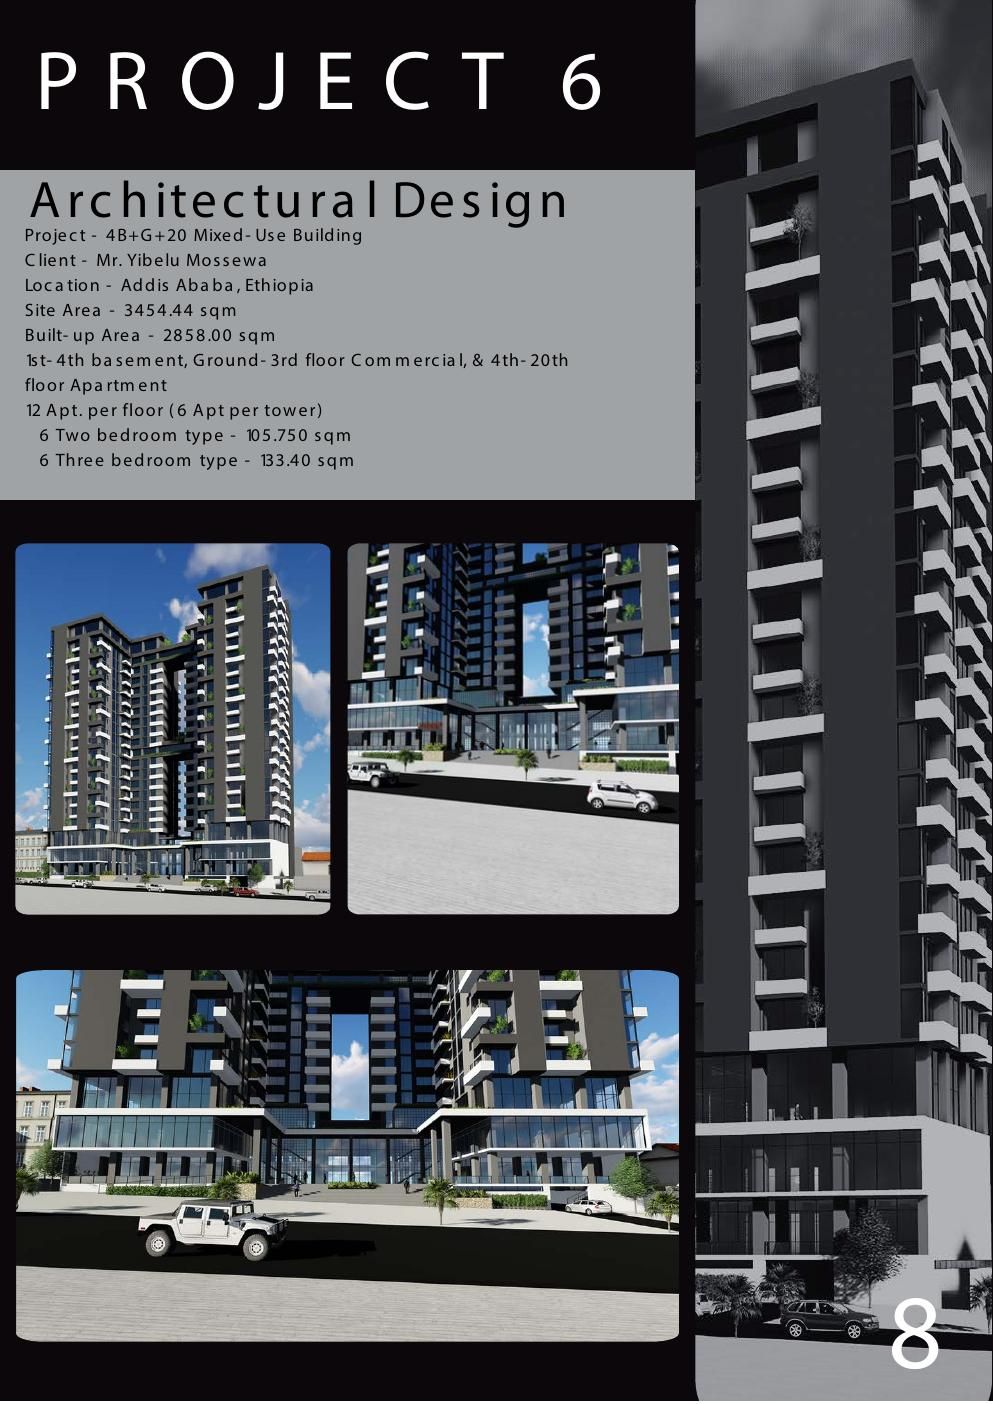 PROJECT 6
Architectural Design
Project - 4B+G+20 Mixed-Use Building
Client - Mr. Yibelu Mossewa
Location - Addis Ababa, Ethiopia
Site Area - 3454.44 sqm
Built-up Area - 2858.00 sqm
1st-4th basement, Ground-3rd floor Commercial, & 4th-20th
floor Apartment
12 Apt. per floor (6 Apt per tower)
6 Two bedroom type - 105.750 sqm
6 Three bedroom type - 133.40 sqm
8